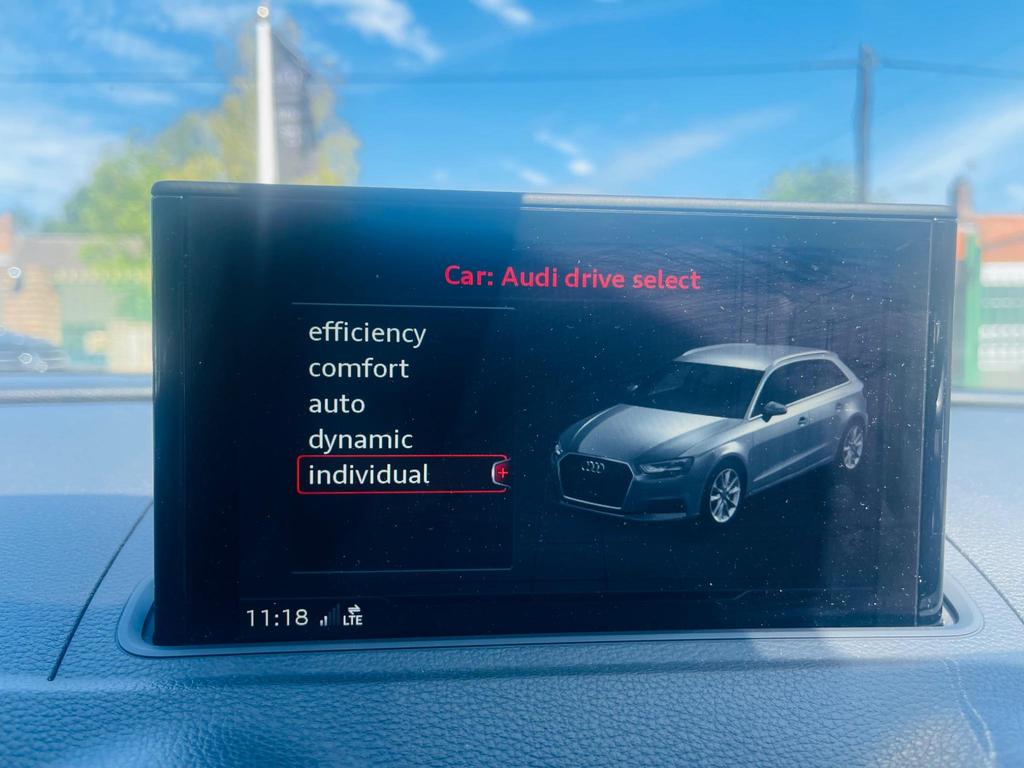 Car: Audi drive select
efficiency
comfort
auto
dynamic
individual
11:18 LTE